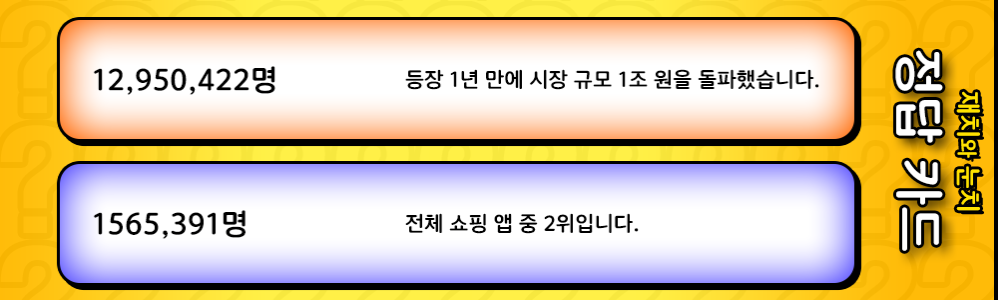 12,950,422명
등장 1년 만에 시장 규모 1조 원을 돌파했습니다.
1565,391명
전체 쇼핑 앱 중 2위입니다.
재치와 눈치
정답 카드